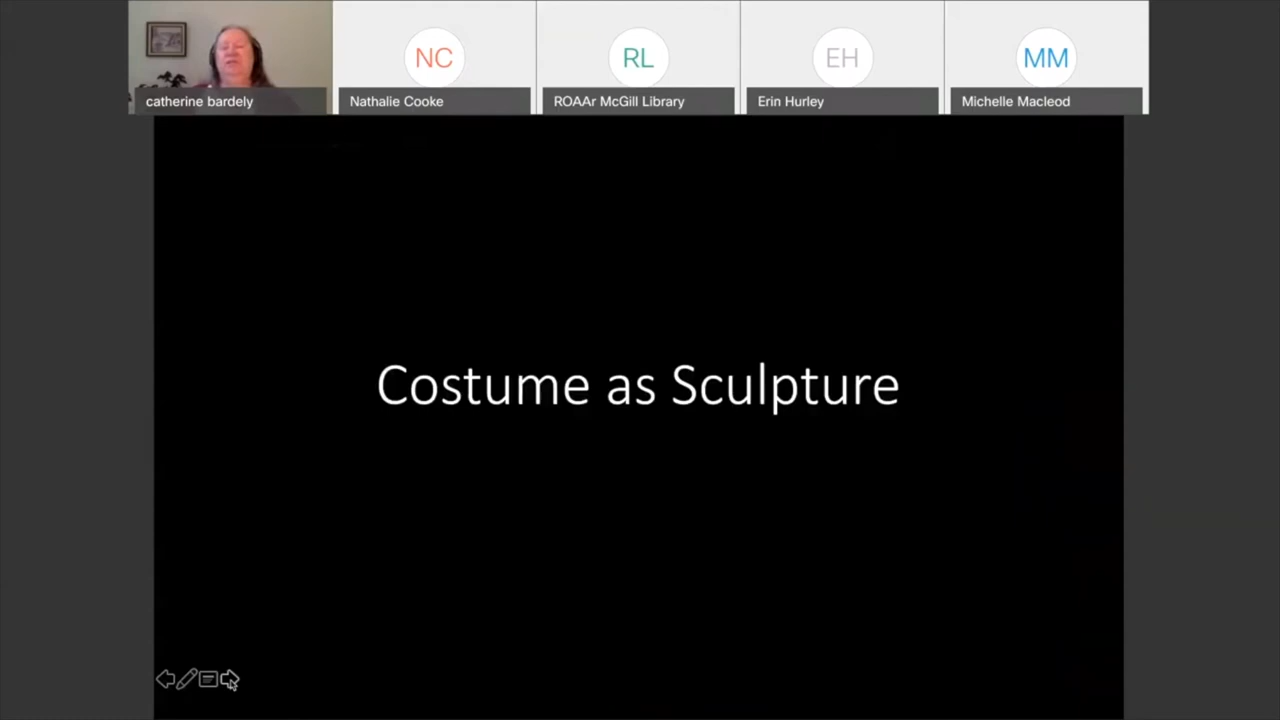 NC
RL
EH
MM
catherine bardely
Nathalie Cooke
ROAAr McGill Library
Erin Hurley
Michelle Macleod
Costume as Sculpture